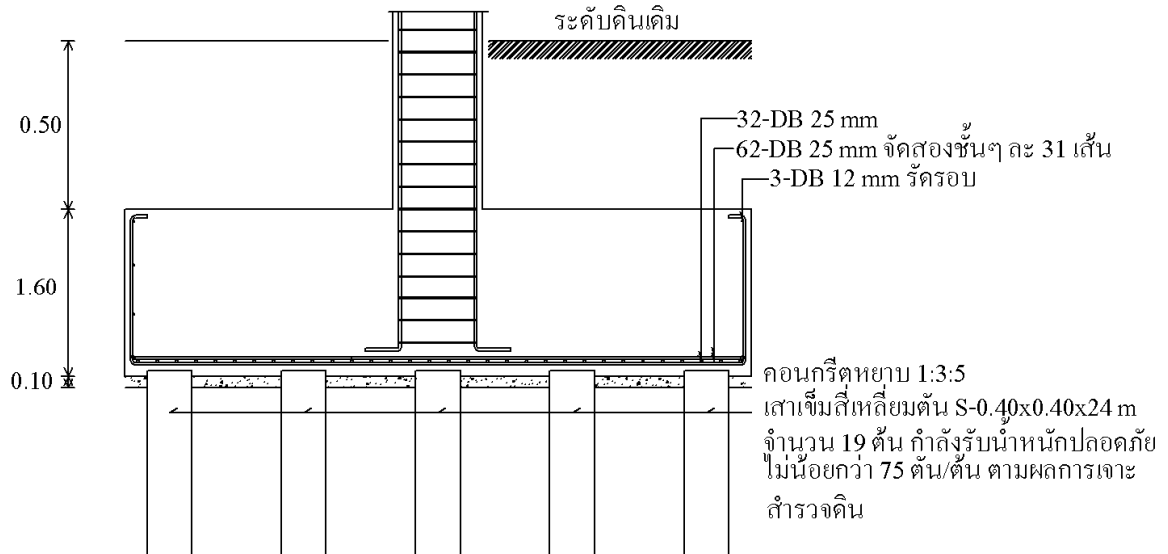 ระดับดินเดิม
0.50
32-DB 25 mm
62-DB 25 mm จัดสองชั้นๆ ละ 31 เส้น
3-DB 12 mm รัดรอบ
1.60
0.10
คอนกรีตหยาบ 1:3:5
เสาเข็มสี่เหลี่ยมตัน S-0.40x0.40x24 m
จำนวน 19 ต้น กำลังรับน้ำหนักปลอดภัย
ไม่น้อยกว่า 75 ตัน/ต้น ตามผลการเจาะ
สำรวจดิน